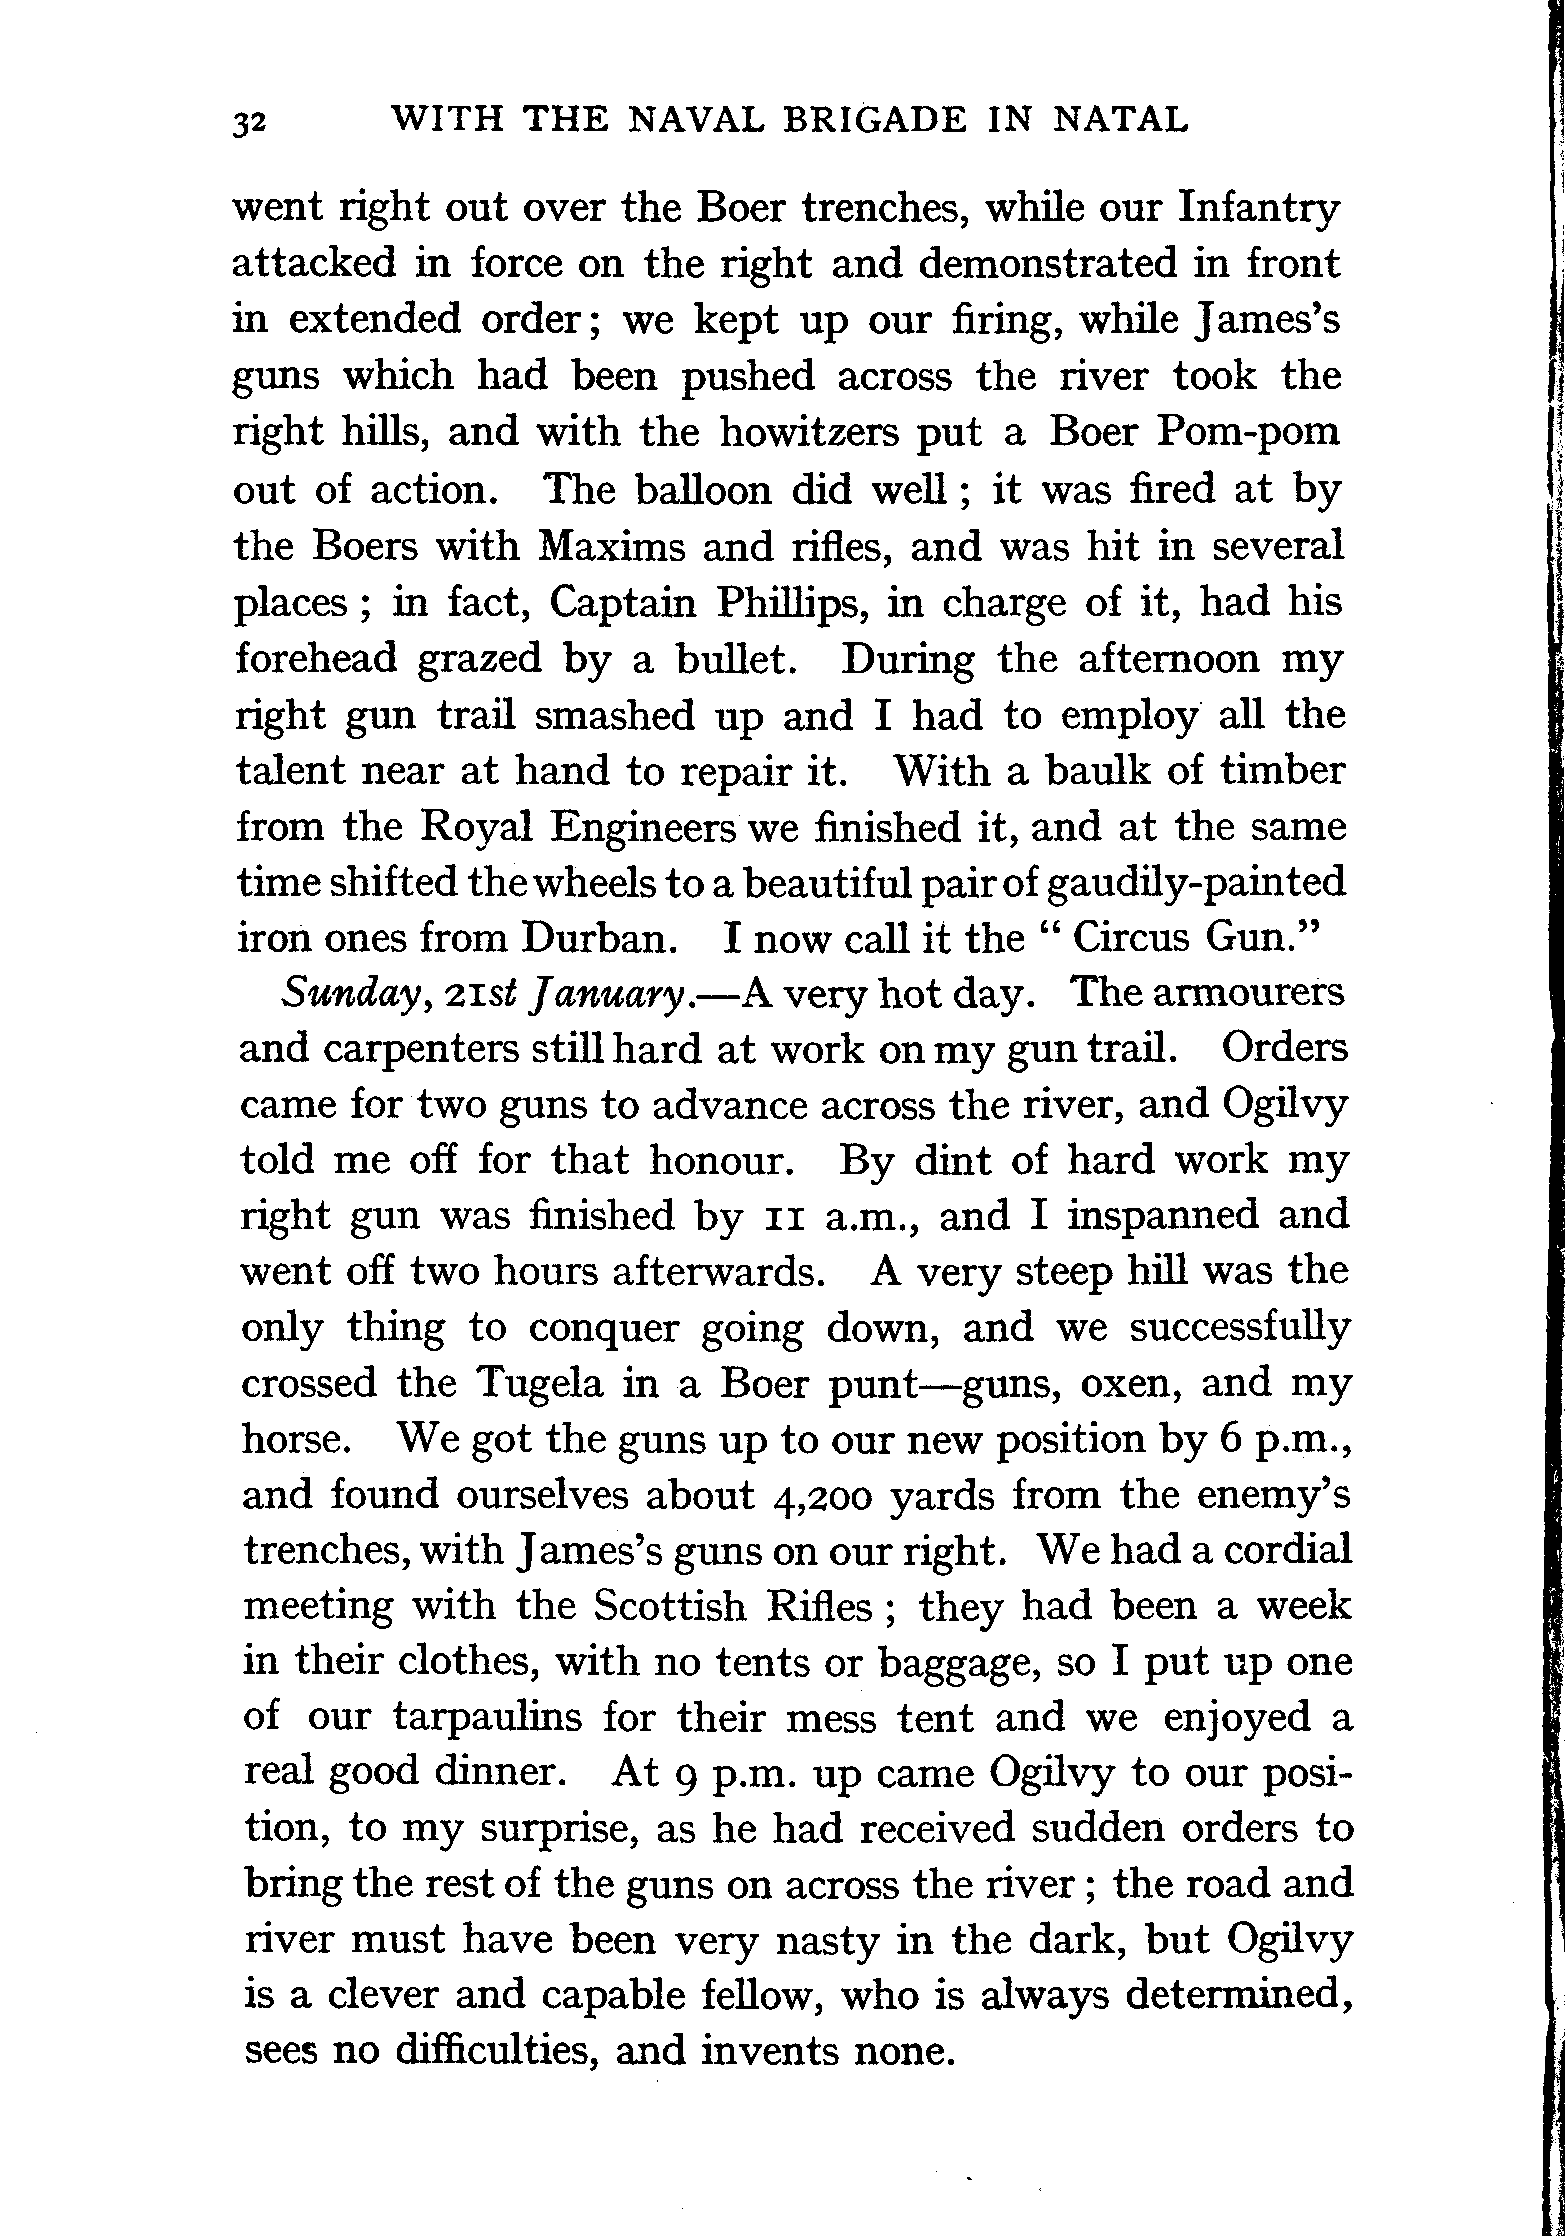 32 WITH THE NAVAL BRIGADE IN NATAL
went right out over the Boer trenches, while our Infantry
attacked in force on the right and demonstrated in front
in extended order; we kept up our firing, while James's
guns which had been pushed across the river took the
right hills, and with the howitzers put a Boer Pom-pom
out of action. The balloon did well ; it was fired at by
the Boers with Maxims and rifles, and was hit in several
places ; in fact, Captain Phillips, in charge of it, had his
forehead grazed by a bullet. During the afternoon my
right gun trail smashed up and I had to employ all the
talent near at hand to repair it. With a baulk of timber
from the Royal Engineers we finished it, and at the same
time shifted the wheels to a beautiful pair of gaudily-painted
iron ones from Durban. I now call it the “ Circus Gun.”
Sunday, 21st January.—A very hot day. The armourers
and carpenters still hard at work on my gun trail. Orders
came for two guns to advance across the river, and Ogilvy
told me off for that honour. By dint of hard work my
right gun was finished by 11 a.m., and I inspanned and
went off two hours afterwards. A very steep hill was the
only thing to conquer going down, and we successfully
crossed the Tugela in a Boer punt—guns, oxen, and my
horse. We got the guns up to our new position by 6 p.m.,
and found ourselves about 4,200 yards from the enemy's
trenches, with James's guns on our right. We had a cordial
meeting with the Scottish Rifles ; they had been a week
in their clothes, with no tents or baggage, so I put up one
of our tarpaulins for their mess tent and we enjoyed a
real good dinner. At 9 p.m. up came Ogilvy to our posi-
tion, to my surprise, as he had received sudden orders to
bring the rest of the guns on across the river ; the road and
river must have been very nasty in the dark, but Ogilvy
is a clever and capable fellow, who is always determined,
sees no difficulties, and invents none.